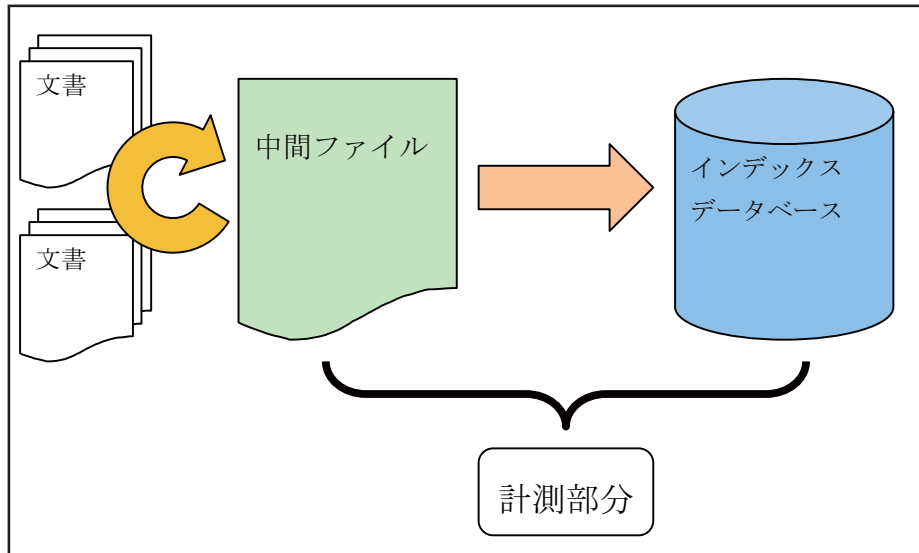 文書
文書
中間ファイル
インデックス
データベース
計測部分